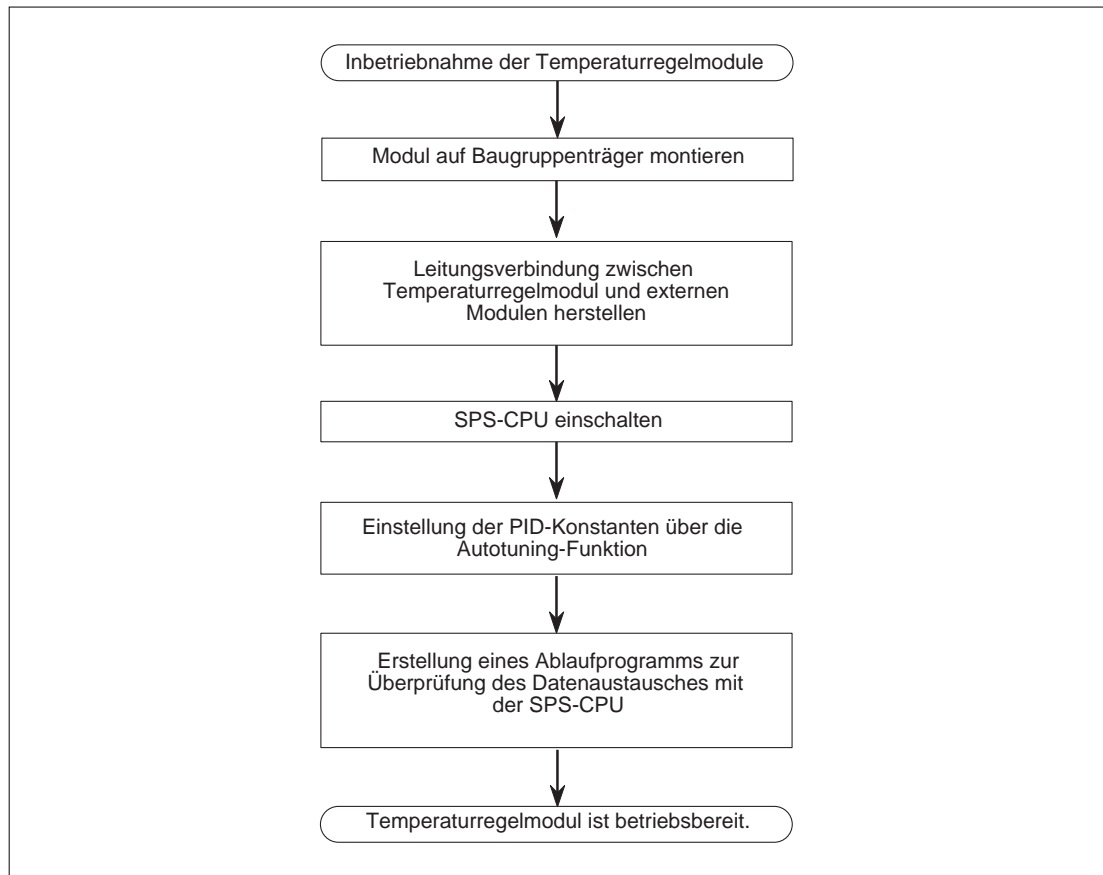 Inbetriebnahme der Temperaturregelmodule
Modul auf Baugruppenträger montieren
Leitungsverbindung zwischen
Temperaturregelmodul und externen
Modulen herstellen
SPS-CPU einschalten
Einstellung der PID-Konstanten über die
Autotuning-Funktion
Erstellung eines Ablaufprogramms zur
Überprüfung des Datenaustausches mit
der SPS-CPU
Temperaturregelmodul ist betriebsbereit.